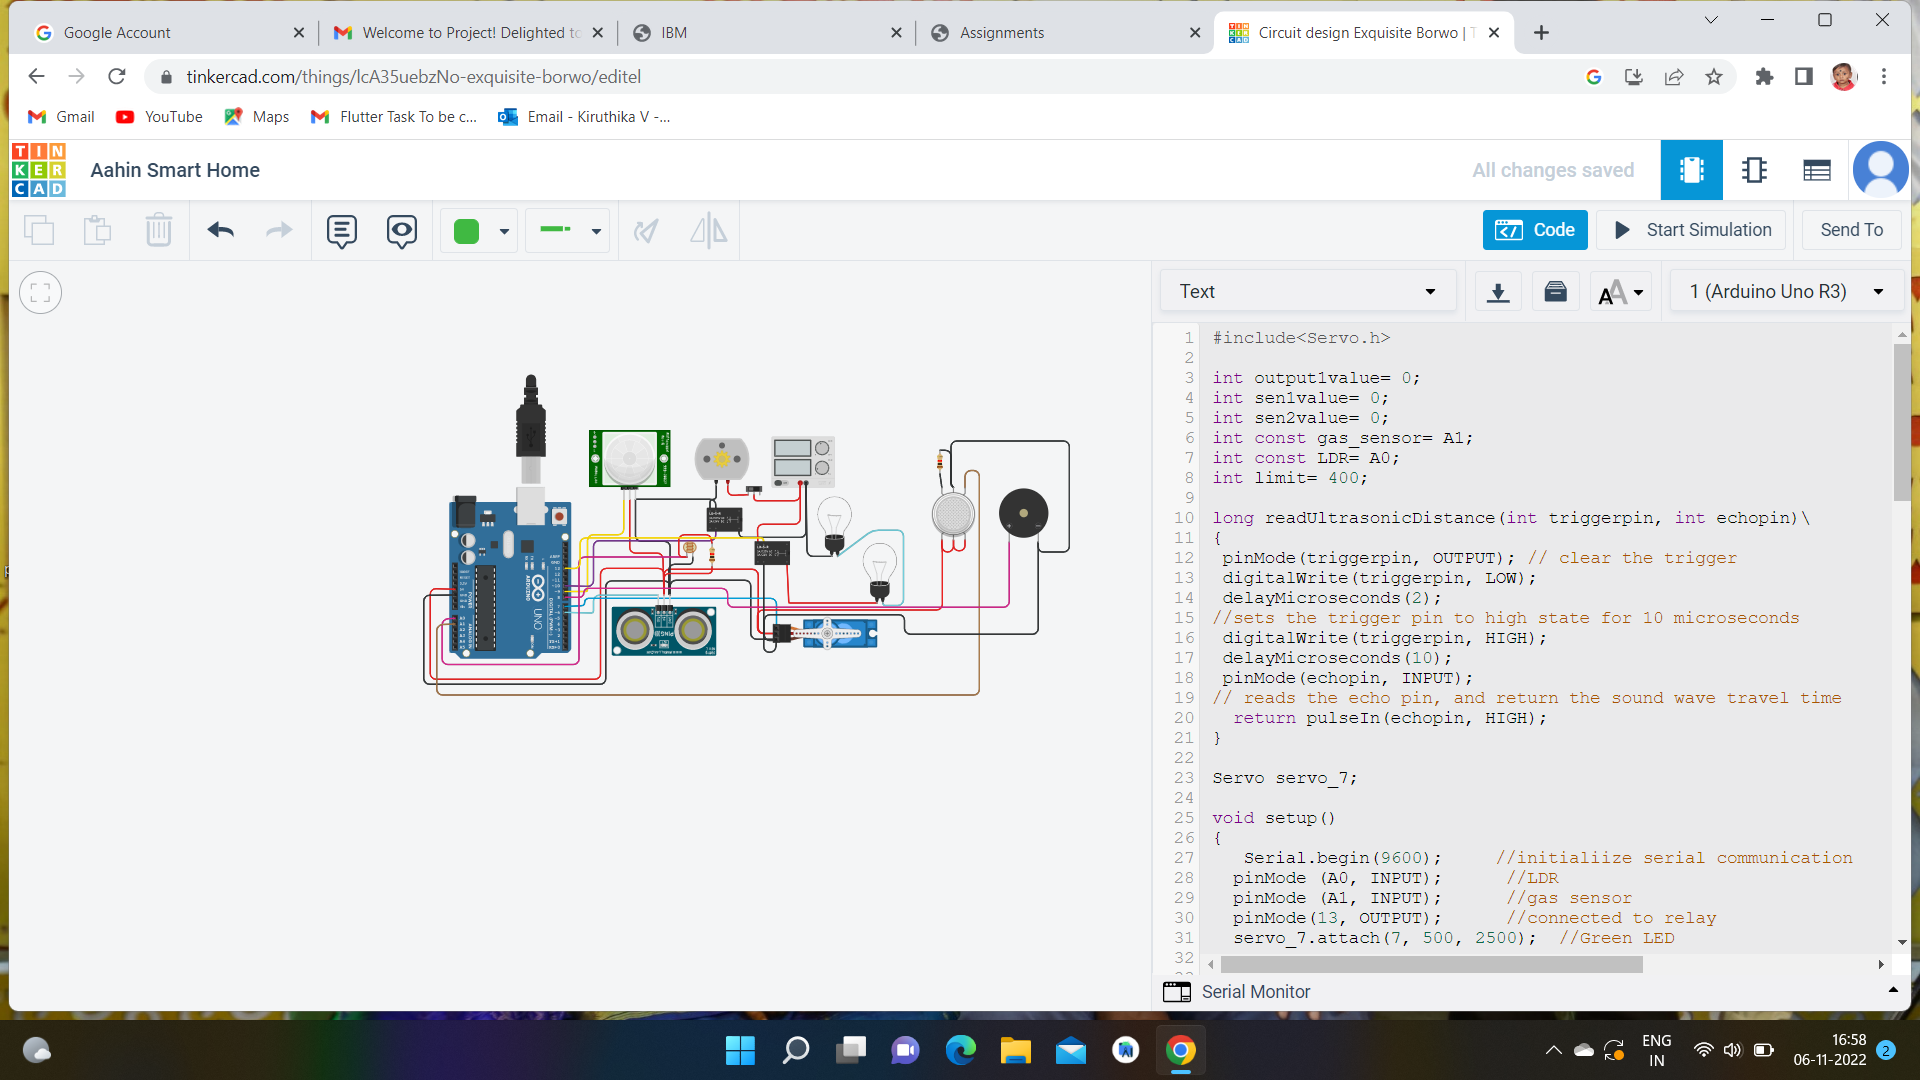 Google Account
Welcome to Project! Delighted to
IBM
Assignments
Circuit design Exquisite Borwo | T
tinkercad.com/things/lcA35uebzNo-exquisite-borwo/editel
Gmail
YouTube
Maps
Flutter Task To be c...
Email - Kiruthika V -...
TIN
KER
CAD
Aahin Smart Home
All changes saved
Code
Start Simulation
Send To
Text
1 (Arduino Uno R3)
1 #include<Servo.h>
2
3 int output1value= 0;
4 int sen1value= 0;
5 int sen2value= 0;
6 int const gas_sensor= A1;
7 int const LDR= A0;
8 int limit= 400;
9
10 long readUltrasonicDistance(int triggerpin, int echopin)\
11 {
12 pinMode(triggerpin, OUTPUT); // clear the trigger
13 digitalWrite(triggerpin, LOW);
14 delayMicroseconds(2);
15 //sets the trigger pin to high state for 10 microseconds
16 digitalWrite(triggerpin, HIGH);
17 delayMicroseconds(10);
18 pinMode(echopin, INPUT);
19 // reads the echo pin, and return the sound wave travel time
20 return pulseIn(echopin, HIGH);
21 }
22
23 Servo servo_7;
24
25 void setup()
26 {
27 Serial.begin(9600); //initialiize serial communication
28 pinMode (A0, INPUT); //LDR
29 pinMode (A1, INPUT); //gas sensor
30 pinMode(13, OUTPUT); //connected to relay
31 servo_7.attach(7, 500, 2500); //Green LED
32
Serial Monitor
ARDUINO
UNO
ENG
IN
16:58
06-11-2022
2